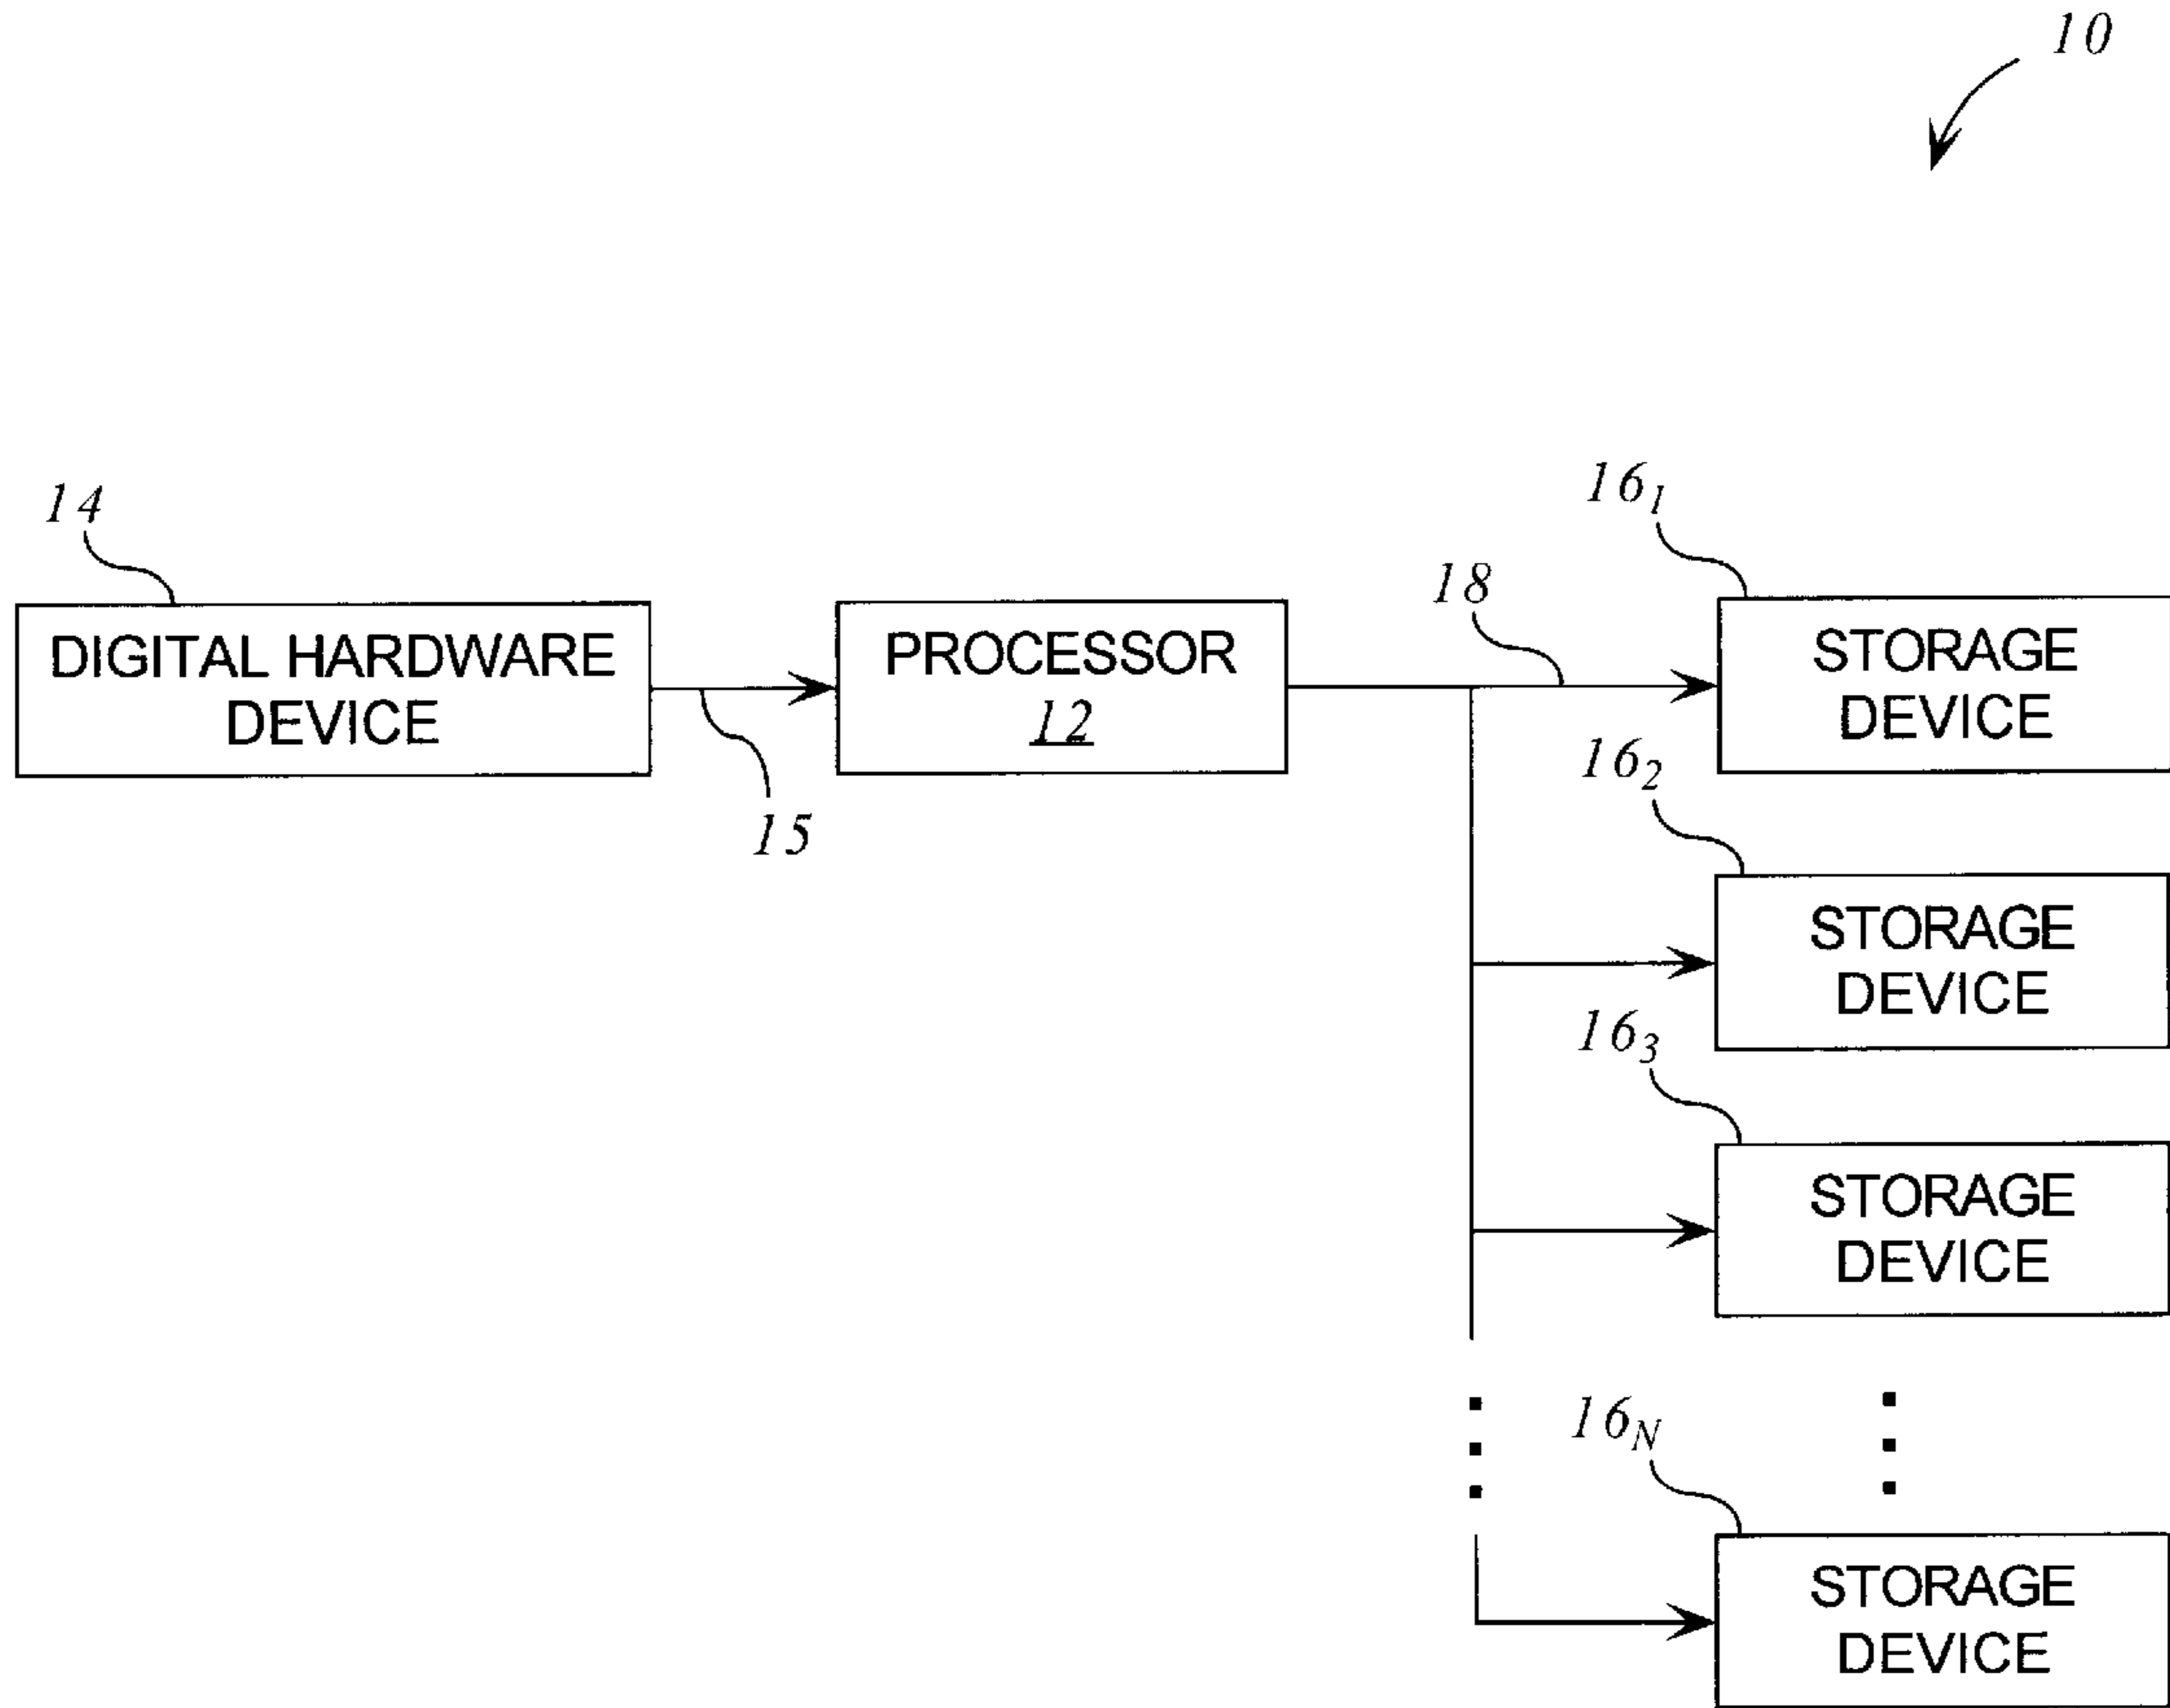 10
14
DIGITAL HARDWARE
DEVICE
15
PROCESSOR
12
18
16₁
STORAGE
DEVICE
16₂
STORAGE
DEVICE
16₃
STORAGE
DEVICE
16_N
STORAGE
DEVICE